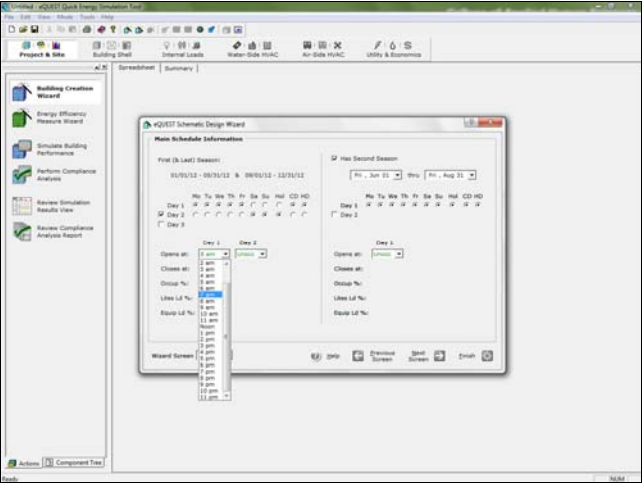 Untitled - eQUEST Quick Energy Simulation Tool
File Edit View Mode Tools Help
Project & Site Building Shell Internal Loads Water-Side HVAC Air-Side HVAC Utility & Economics
Spreadsheet Summary
Building Creation
Wizard
Energy Efficiency
Measure Wizard
Simulate Building
Performance
Perform Compliance
Analysis
Review Simulation
Results View
Review Compliance
Analysis Report
Actions Component Tree
Ready
NUM
eQUEST Schematic Design Wizard
Main Schedule Information
First (& Last) Season:
01/01/12 - 05/31/12 & 09/01/12 - 12/31/12
Mo Tu We Th Fr Sa Su Hol CD HD
Day 1
Day 2
Day 3
Day 1 Day 2
Opens at: 8 am
Closes at:
Occup %:
Lites Ld %:
Equip Ld %:
2 am
3 am
4 am
5 am
6 am
7 am
8 am
9 am
10 am
11 am
Noon
1 pm
2 pm
3 pm
4 pm
5 pm
6 pm
7 pm
8 pm
9 pm
10 pm
11 pm
Has Second Season
Fri , Jun 01 thru Fri , Aug 31
Mo Tu We Th Fr Sa Su Hol CD HD
Day 1
Day 2
Day 1
Opens at:
Closes at:
Occup %:
Lites Ld %:
Equip Ld %:
Wizard Screen
Help
Previous
Screen
Next
Screen
Finish